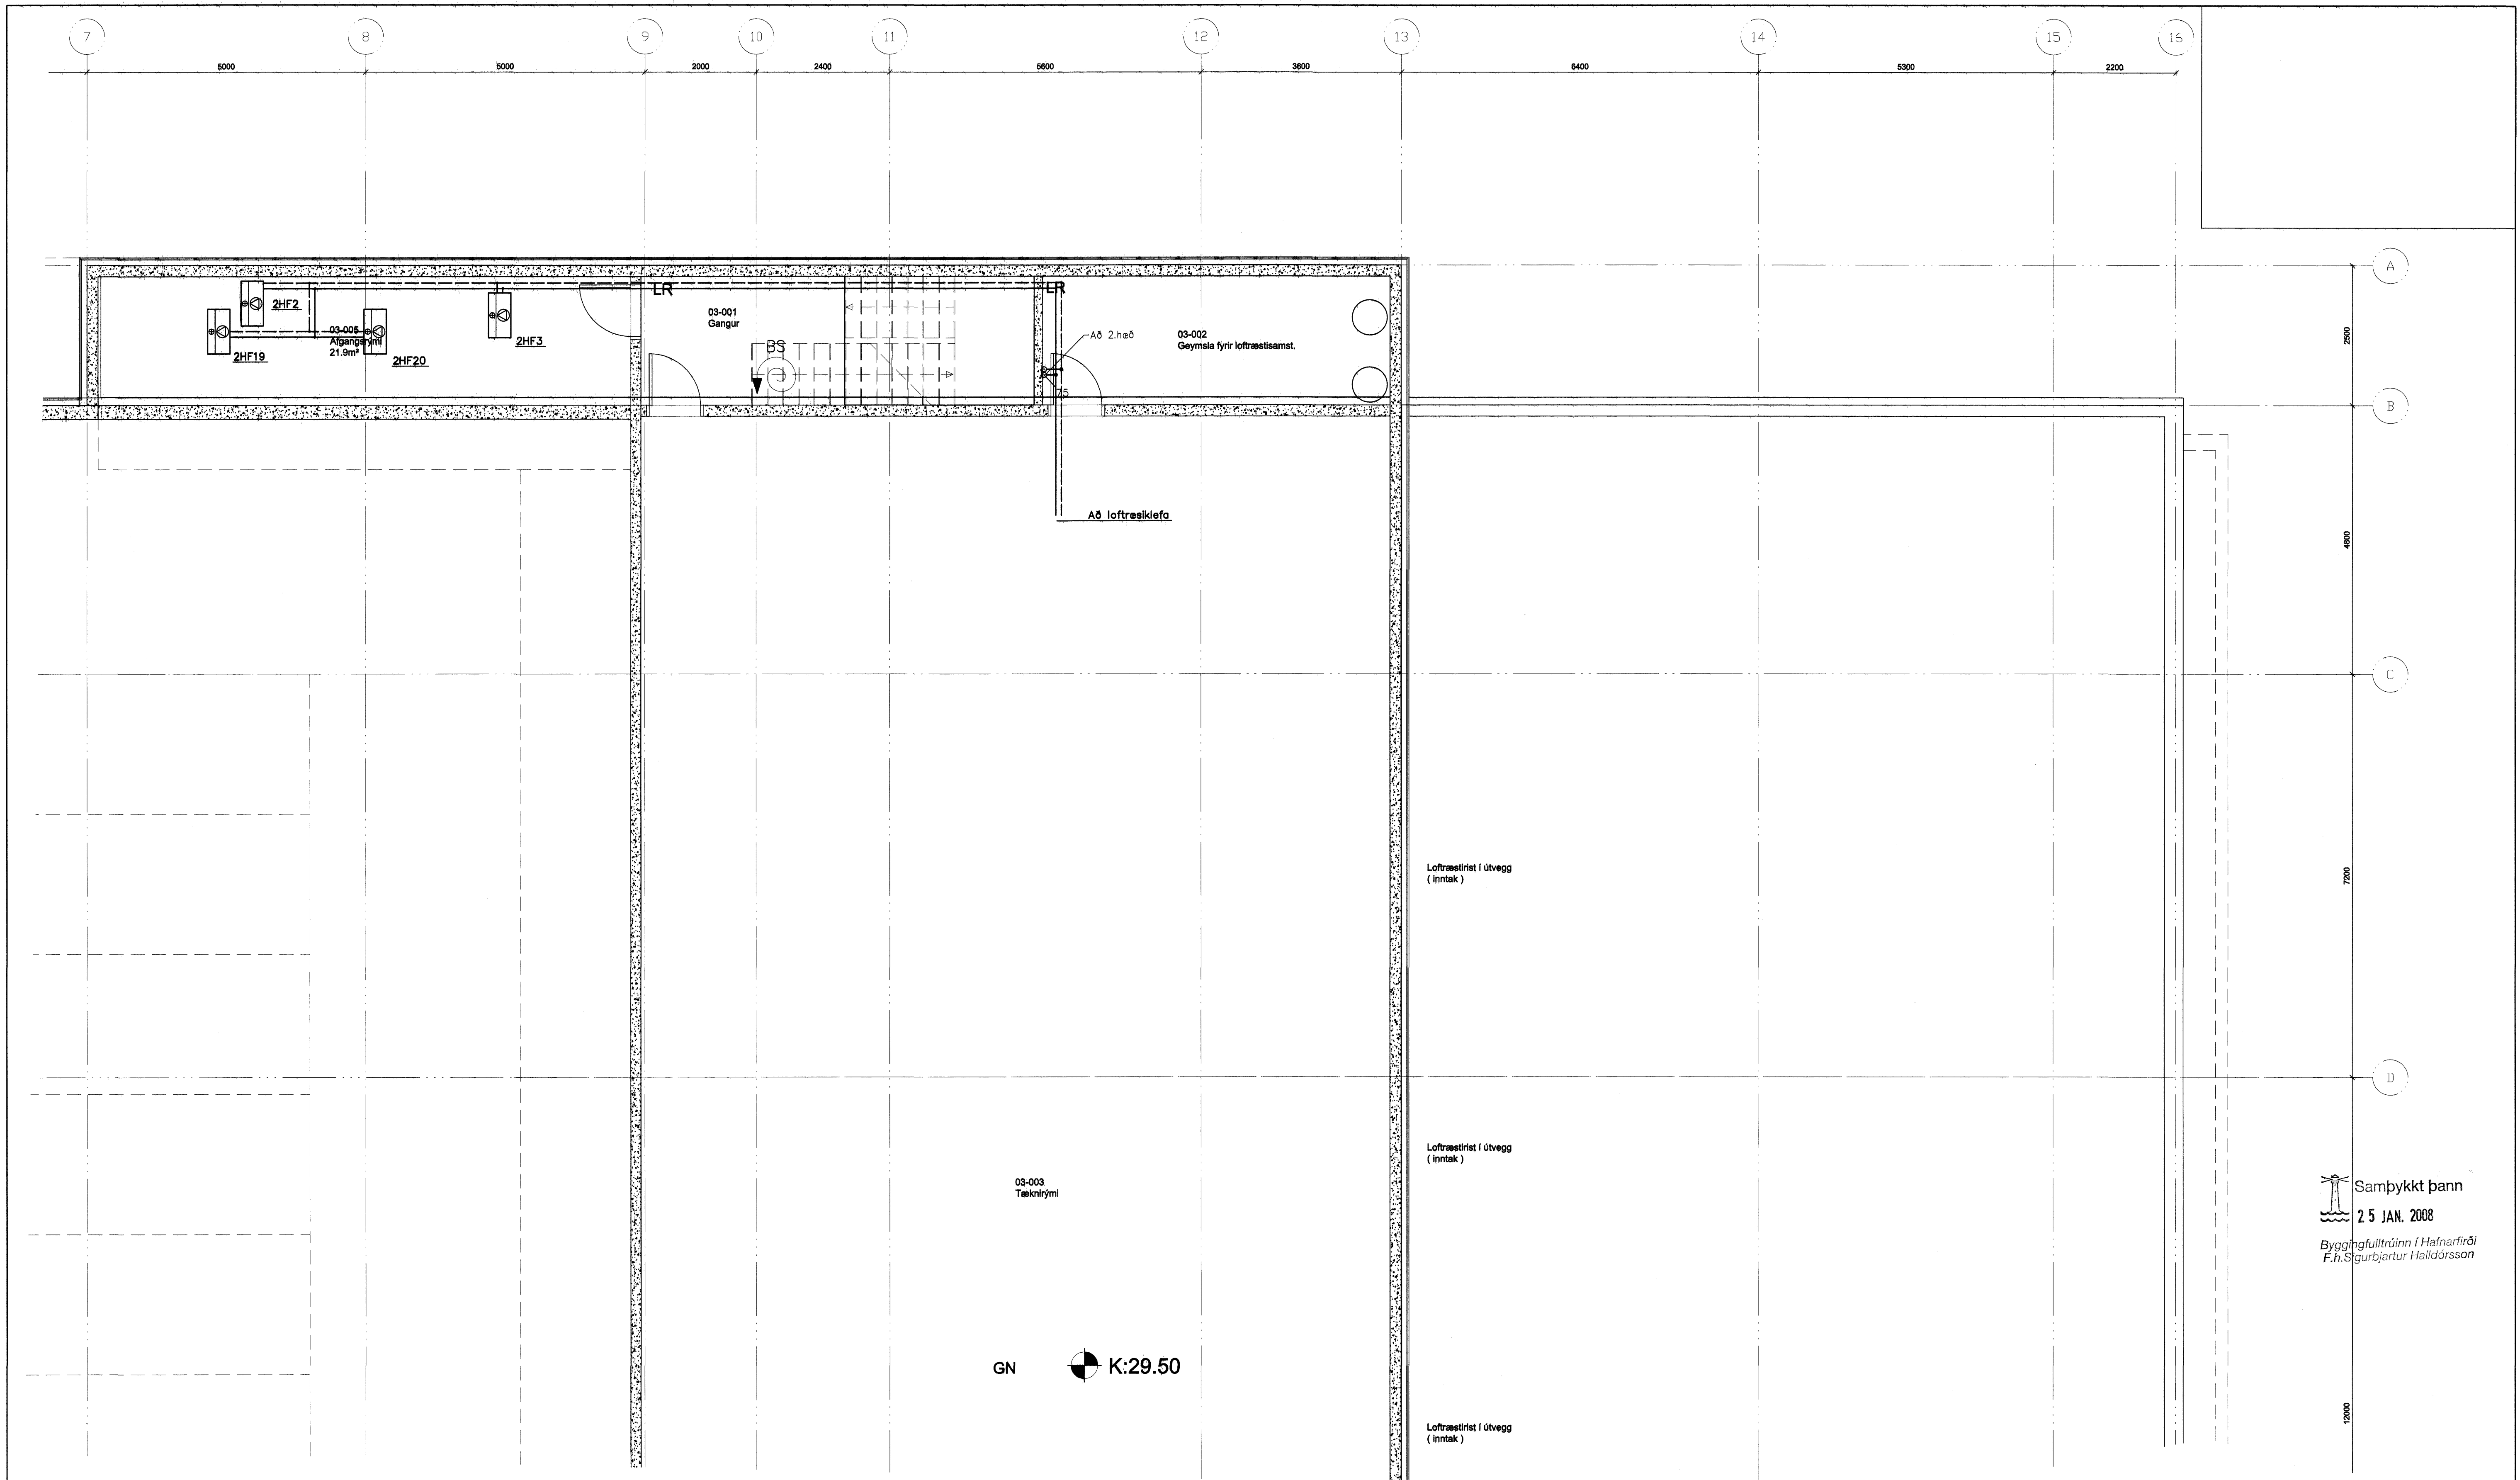 7 8 9 10 11 12 13 14 15 16
5000 5000 2000 2400 5600 3600 6400 5300 2200
A
2HF2
2HF19
03-005
Afgangsrými
21.9m²
2HF20
2HF3
LR
03-001
Gangur
BS
LR
Að 2.hæð
75
03-002
Geymsla fyrir loftræstisamst.
2500
B
Að loftræsiklefa
4800
C
Loftræstirist í útvegg
( inntak )
7200
D
Loftræstirist í útvegg
( inntak )
03-003
Tæknirými
Samþykkt þann
2 5 JAN. 2008
Byggingfulltrúinn í Hafnarfirði
F.h.Sigurbjartur Halldórsson
GN
K:29.50
Loftræstirist í útvegg
( inntak )
12000